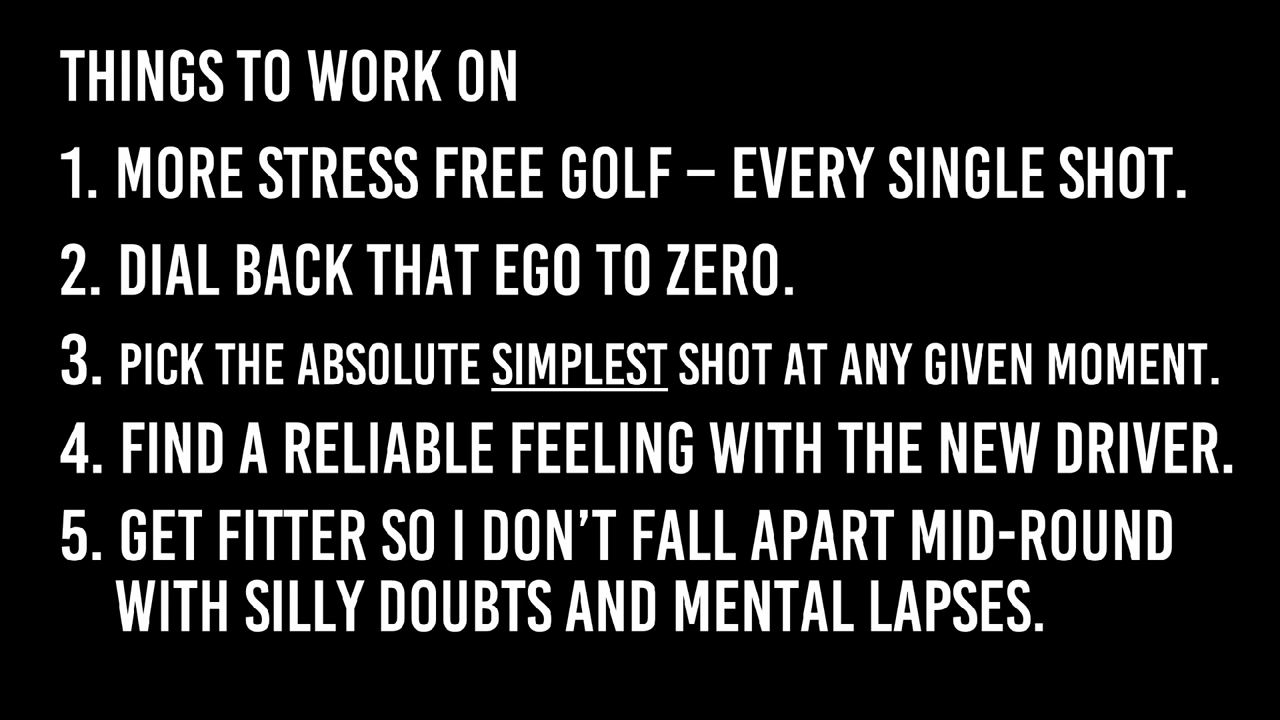 THINGS TO WORK ON
1. MORE STRESS FREE GOLF – EVERY SINGLE SHOT.
2. DIAL BACK THAT EGO TO ZERO.
3. PICK THE ABSOLUTE SIMPLEST SHOT AT ANY GIVEN MOMENT.
4. FIND A RELIABLE FEELING WITH THE NEW DRIVER.
5. GET FITTER SO I DON’T FALL APART MID-ROUND
WITH SILLY DOUBTS AND MENTAL LAPSES.